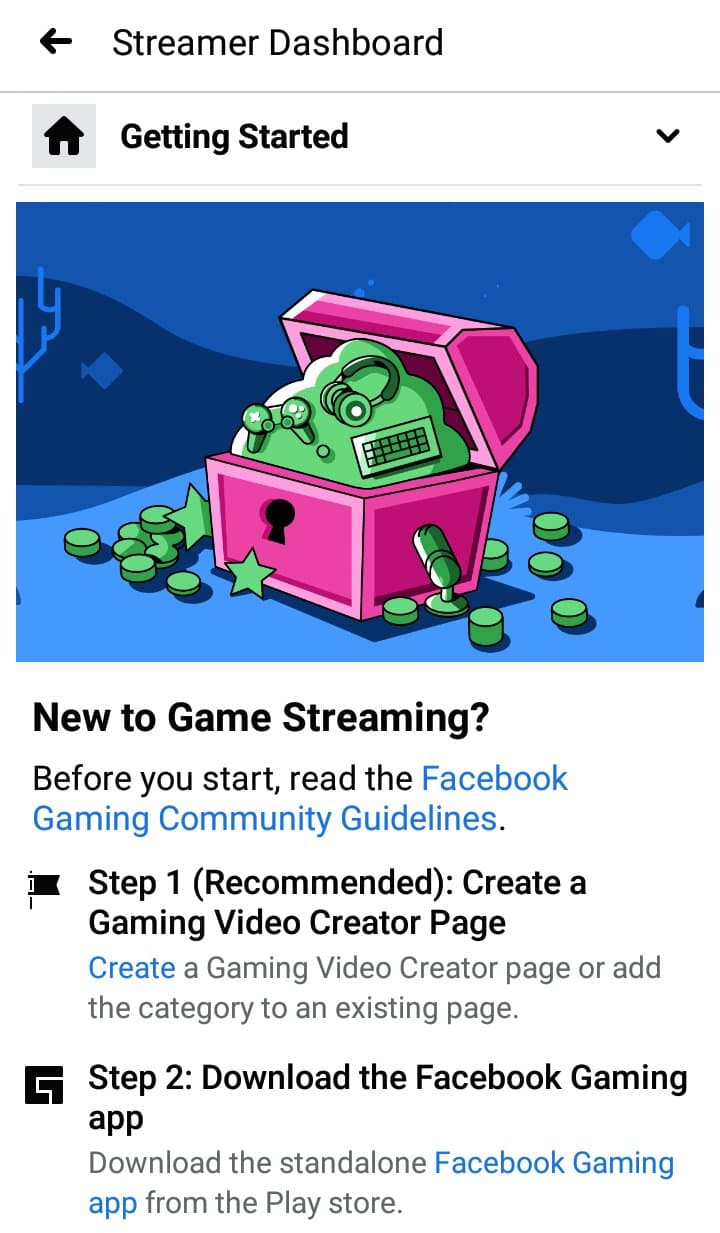 Streamer Dashboard
Getting Started
New to Game Streaming?
Before you start, read the Facebook
Gaming Community Guidelines.
Step 1 (Recommended): Create a
Gaming Video Creator Page
Create a Gaming Video Creator page or add
the category to an existing page.
Step 2: Download the Facebook Gaming
app
Download the standalone Facebook Gaming
app from the Play store.